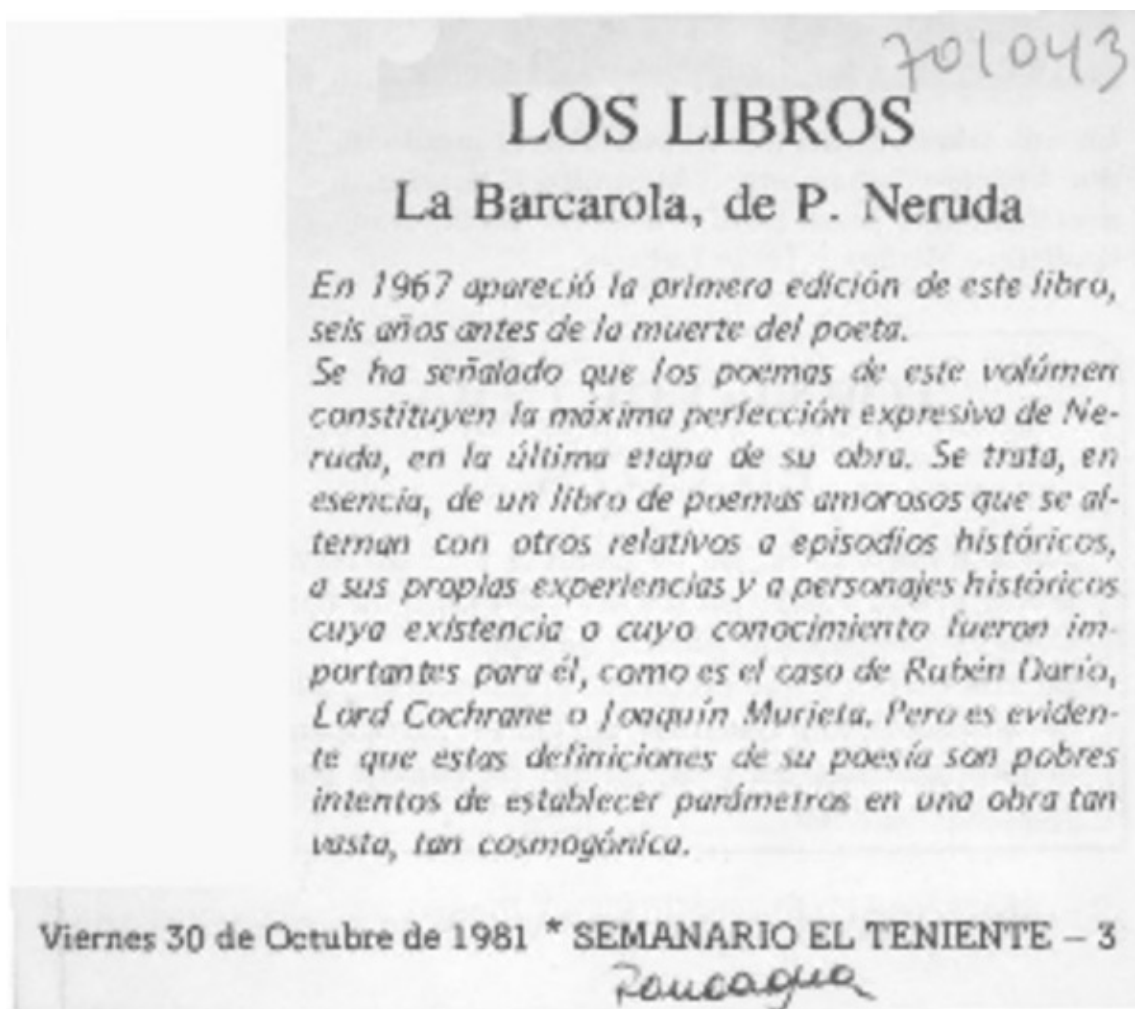 701043
LOS LIBROS
La Barcarola, de P. Neruda
En 1967 apareció la primera edición de este libro,
seis años antes de la muerte del poeta.
Se ha señalado que los poemas de este volúmen
constituyen la máxima perfección expresiva de Ne-
ruda, en la última etapa de su obra. Se trata, en
esencia, de un libro de poemas amorosos que se al-
ternan con otros relativos a episodios históricos,
a sus propias experiencias y a personajes históricos
cuya existencia o cuyo conocimiento fueron im-
portantes para él, como es el caso de Rubén Darío,
Lord Cochrane o Joaquín Murieta. Pero es eviden-
te que estas definiciones de su poesía son pobres
intentos de establecer parámetros en una obra tan
vasta, tan cosmogónica.
Viernes 30 de Octubre de 1981 * SEMANARIO EL TENIENTE – 3
Rancagua